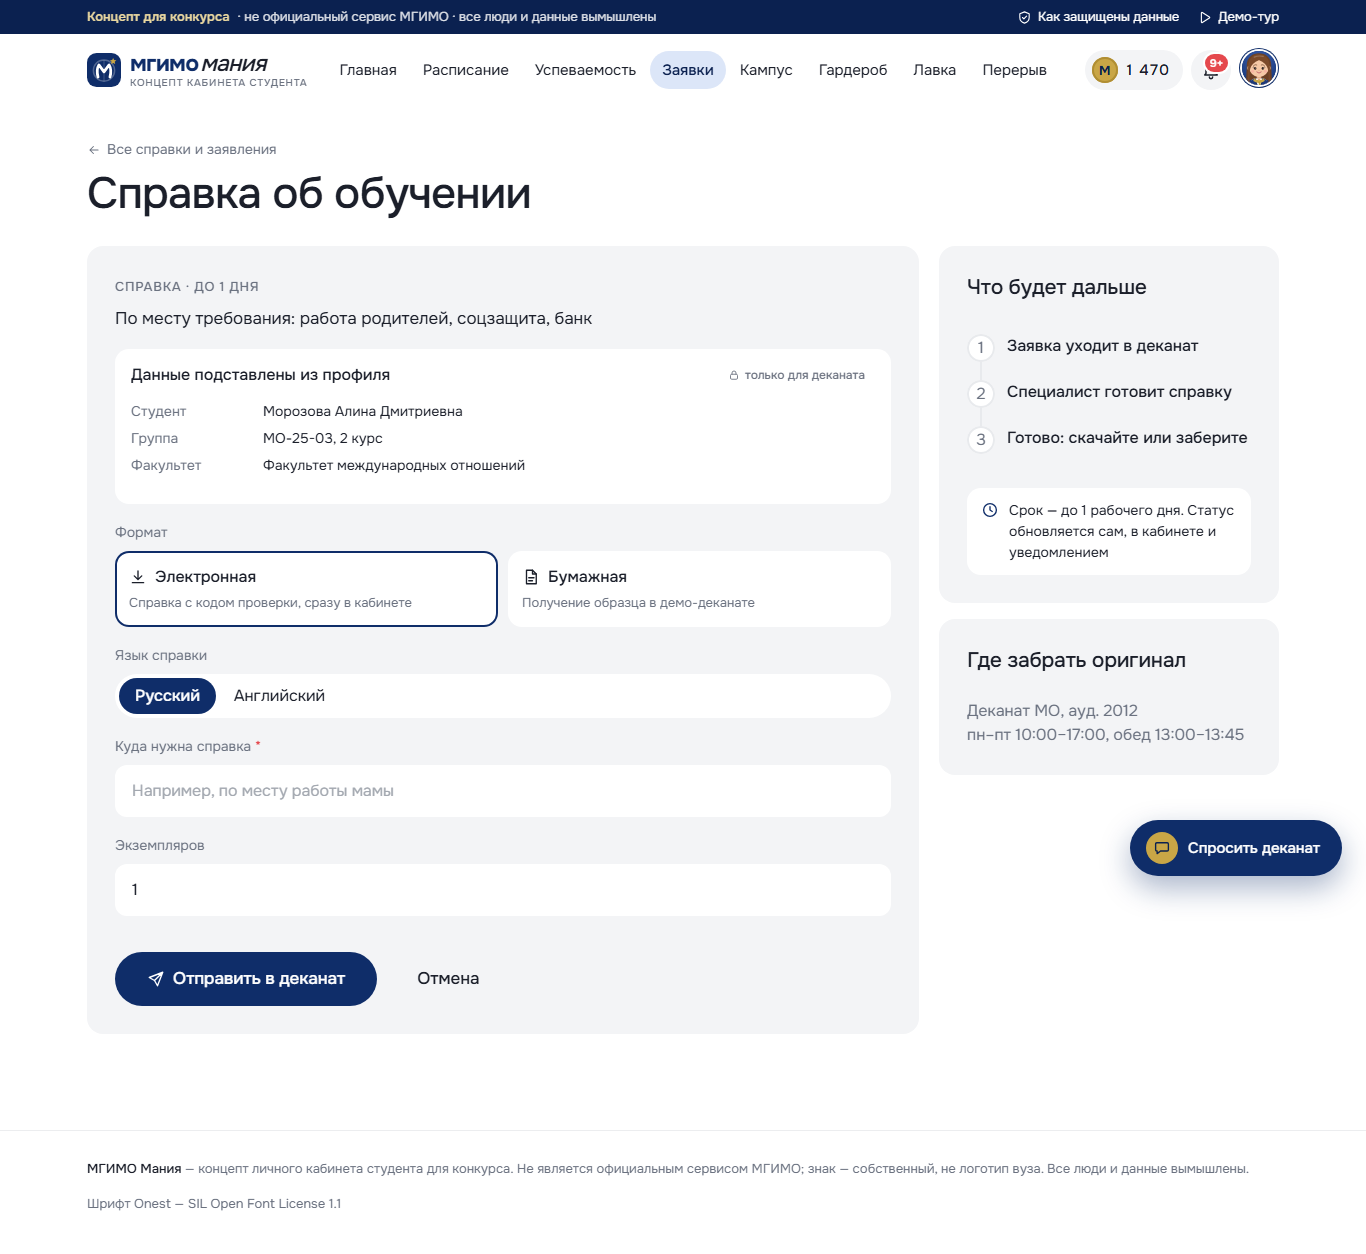 Концепт для конкурса · не официальный сервис МГИМО · все люди и данные вымышлены
Как защищены данные
Демо-тур
МГИМО Мания
КОНЦЕПТ КАБИНЕТА СТУДЕНТА
Главная
Расписание
Успеваемость
Заявки
Кампус
Гардероб
Лавка
Перерыв
М 1 470
9+
← Все справки и заявления
Справка об обучении
СПРАВКА · ДО 1 ДНЯ
По месту требования: работа родителей, соцзащита, банк
Данные подставлены из профиля
только для деканата
Студент Морозова Алина Дмитриевна
Группа МО-25-03, 2 курс
Факультет Факультет международных отношений
Формат
Электронная
Справка с кодом проверки, сразу в кабинете
Бумажная
Получение образца в демо-деканате
Язык справки
Русский
Английский
Куда нужна справка *
Например, по месту работы мамы
Экземпляров
1
Отправить в деканат
Отмена
Что будет дальше
1 Заявка уходит в деканат
2 Специалист готовит справку
3 Готово: скачайте или заберите
Срок — до 1 рабочего дня. Статус
обновляется сам, в кабинете и
уведомлением
Где забрать оригинал
Деканат МО, ауд. 2012
пн–пт 10:00–17:00, обед 13:00–13:45
Спросить деканат
МГИМО Мания — концепт личного кабинета студента для конкурса. Не является официальным сервисом МГИМО; знак — собственный, не логотип вуза. Все люди и данные вымышлены.
Шрифт Onest — SIL Open Font License 1.1